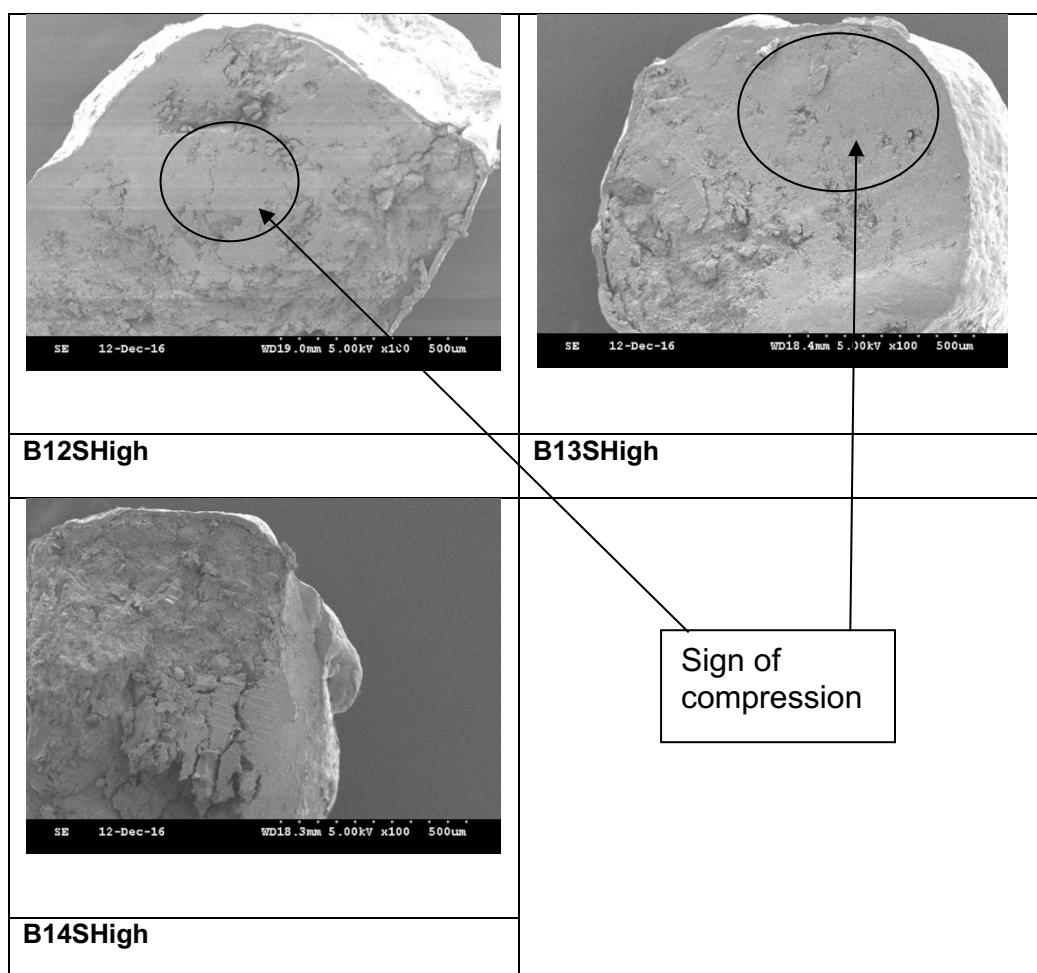 SE 12-Dec-16 WD19.0mm 5.00kV x100 500um
SE 12-Dec-16 WD18.4mm 5.00kV x100 500um
B12SHigh
B13SHigh
SE 12-Dec-16 WD18.3mm 5.00kV x100 500um
Sign of
compression
B14SHigh